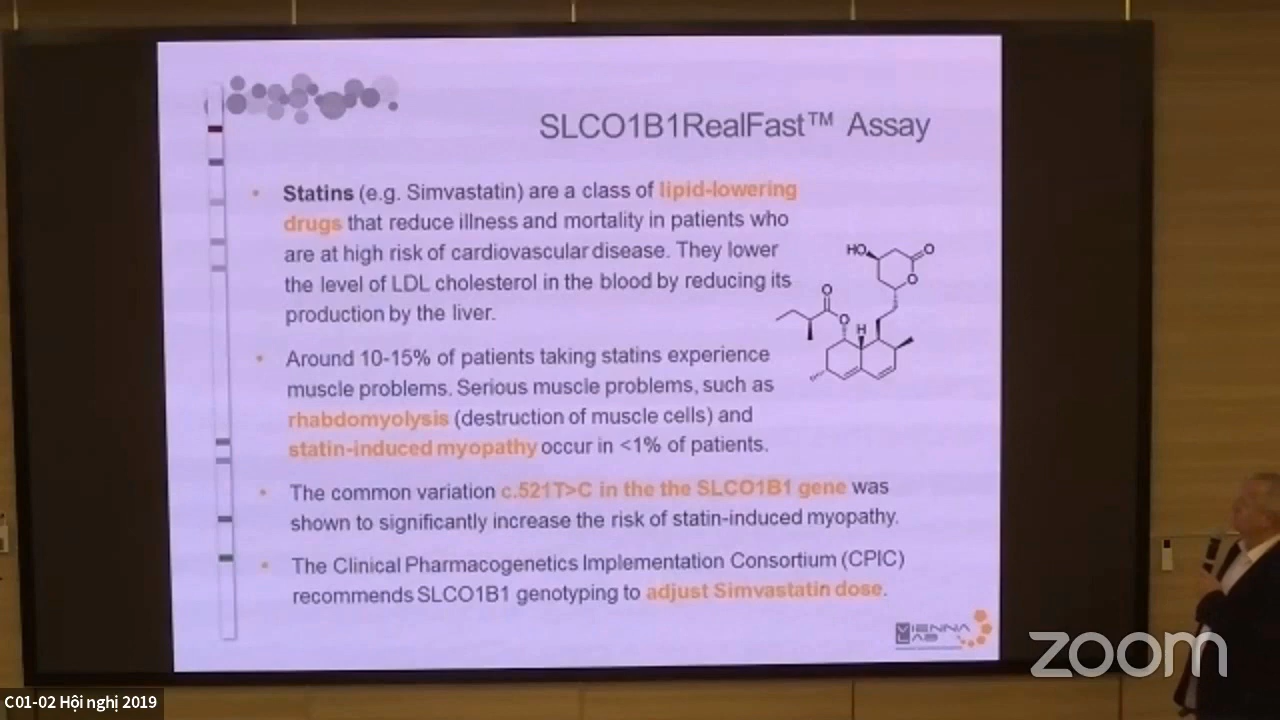 SLCO1B1RealFast™ Assay
• Statins (e.g. Simvastatin) are a class of lipid-lowering
drugs that reduce illness and mortality in patients who
are at high risk of cardiovascular disease. They lower
the level of LDL cholesterol in the blood by reducing its
production by the liver.
• Around 10-15% of patients taking statins experience
muscle problems. Serious muscle problems, such as
rhabdomyolysis (destruction of muscle cells) and
statin-induced myopathy occur in <1% of patients.
• The common variation c.521T>C in the the SLCO1B1 gene was
shown to significantly increase the risk of statin-induced myopathy.
• The Clinical Pharmacogenetics Implementation Consortium (CPIC)
recommends SLCO1B1 genotyping to adjust Simvastatin dose.
HO
O
O
O
O
H
VIENNA
LAB
zoom
C01-02 Hội nghị 2019